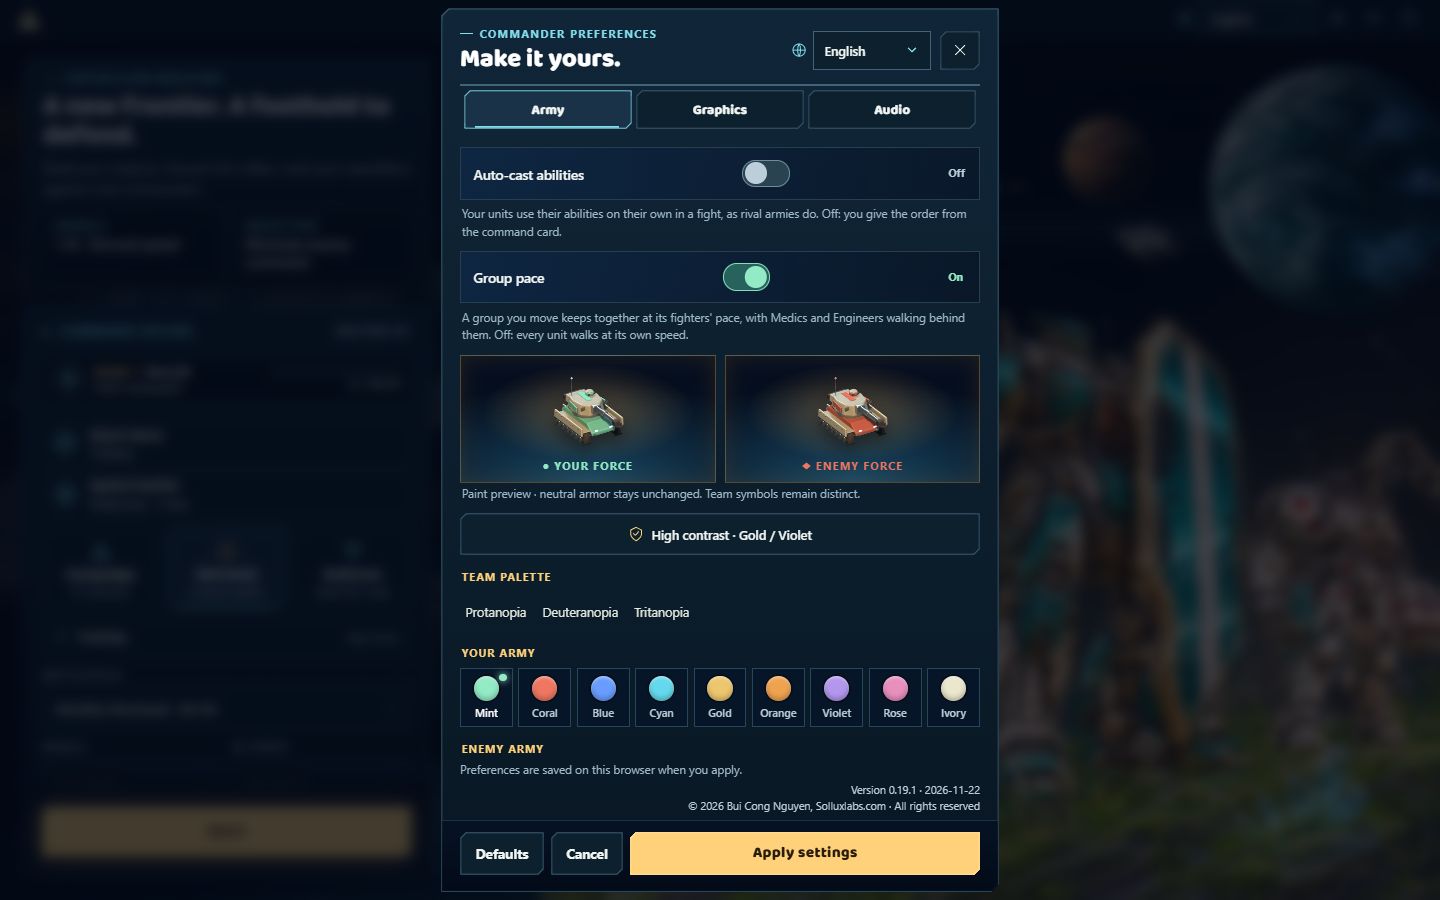 COMMANDER PREFERENCES
Make it yours.
English
Army
Graphics
Audio
Auto-cast abilities
Off
Your units use their abilities on their own in a fight, as rival armies do. Off: you give the order from
the command card.
Group pace
On
A group you move keeps together at its fighters' pace, with Medics and Engineers walking behind
them. Off: every unit walks at its own speed.
YOUR FORCE
ENEMY FORCE
Paint preview · neutral armor stays unchanged. Team symbols remain distinct.
High contrast · Gold / Violet
TEAM PALETTE
Protanopia Deuteranopia Tritanopia
YOUR ARMY
Mint Coral Blue Cyan Gold Orange Violet Rose Ivory
ENEMY ARMY
Preferences are saved on this browser when you apply.
Version 0.19.1 · 2026-11-22
© 2026 Bui Cong Nguyen, Solluxlabs.com · All rights reserved
Defaults
Cancel
Apply settings
A new frontier. A foothold to
defend.